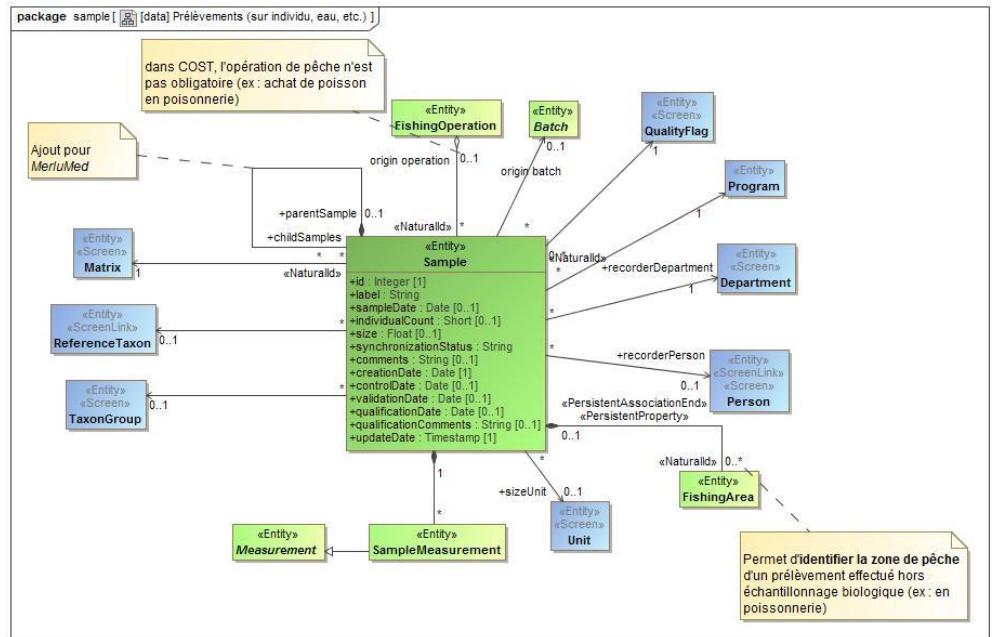 package sample [ [data] Prélèvements (sur individu, eau, etc.) ]
dans COST, l'opération de pêche n'est
pas obligatoire (ex : achat de poisson
en poisonnerie)
Ajout pour
MerluMed
«Entity»
FishingOperation
origin operation
0..1
«NaturalId»
*
«Entity»
Batch
0..1
origin batch
*
«Entity»
«Screen»
QualityFlag
1
«Entity»
«Screen»
Program
1
«NaturalId»
*
+recorderDepartment
«Entity»
«Screen»
Department
1
*
+parentSample
0..1
+childSamples
*
*
«NaturalId»
«Entity»
«Screen»
Matrix
1
«Entity»
Sample
+id : Integer [1]
+label : String
+sampleDate : Date [0..1]
+individualCount : Short [0..1]
+size : Float [0..1]
+synchronizationStatus : String
+comments : String [0..1]
+creationDate : Date [1]
+controlDate : Date [0..1]
+validationDate : Date [0..1]
+qualificationDate : Date [0..1]
+qualificationComments : String [0..1]
+updateDate : Timestamp [1]
«Entity»
«ScreenLink»
ReferenceTaxon
0..1
*
«Entity»
«Screen»
TaxonGroup
0..1
*
*
+recorderPerson
0..1
«Entity»
«ScreenLink»
«Screen»
Person
«PersistentAssociationEnd»
«PersistentProperty»
0..1
«NaturalId»
0..*
«Entity»
FishingArea
1
*
*
+sizeUnit
0..1
«Entity»
«Screen»
Unit
«Entity»
Measurement
«Entity»
SampleMeasurement
Permet d'identifier la zone de pêche
d'un prélèvement effectué hors
échantillonnage biologique (ex : en
poissonnerie)